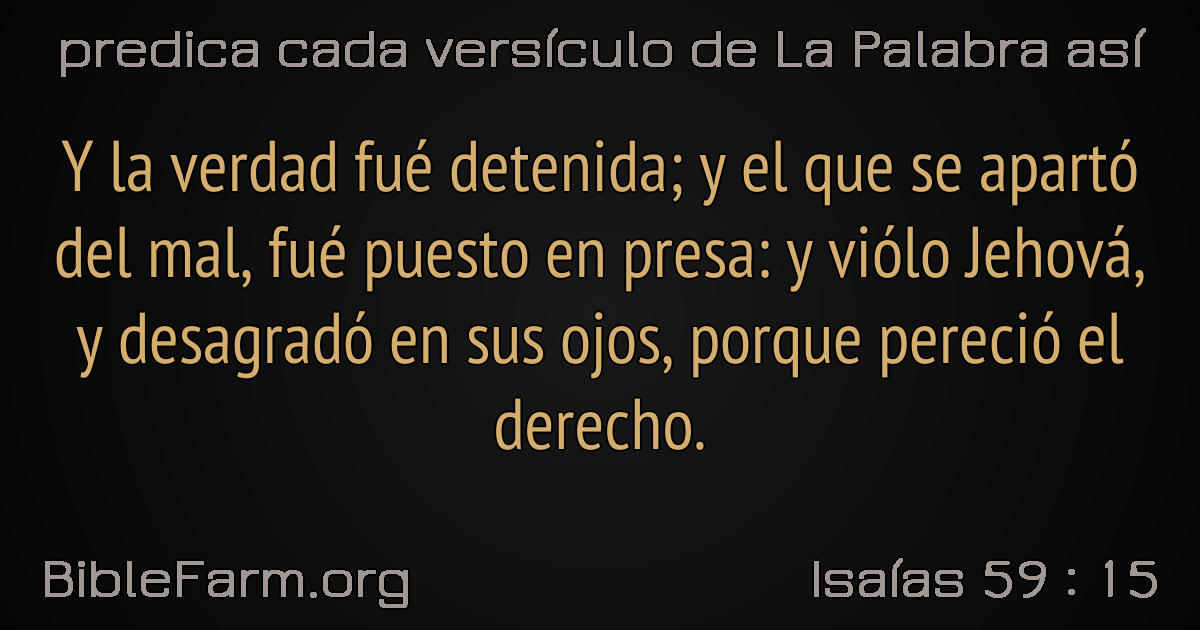 predica cada versículo de La Palabra así
Y la verdad fué detenida; y el que se apartó
del mal, fué puesto en presa: y viólo Jehová,
y desagradó en sus ojos, porque pereció el
derecho.
BibleFarm.org
Isaías 59 : 15